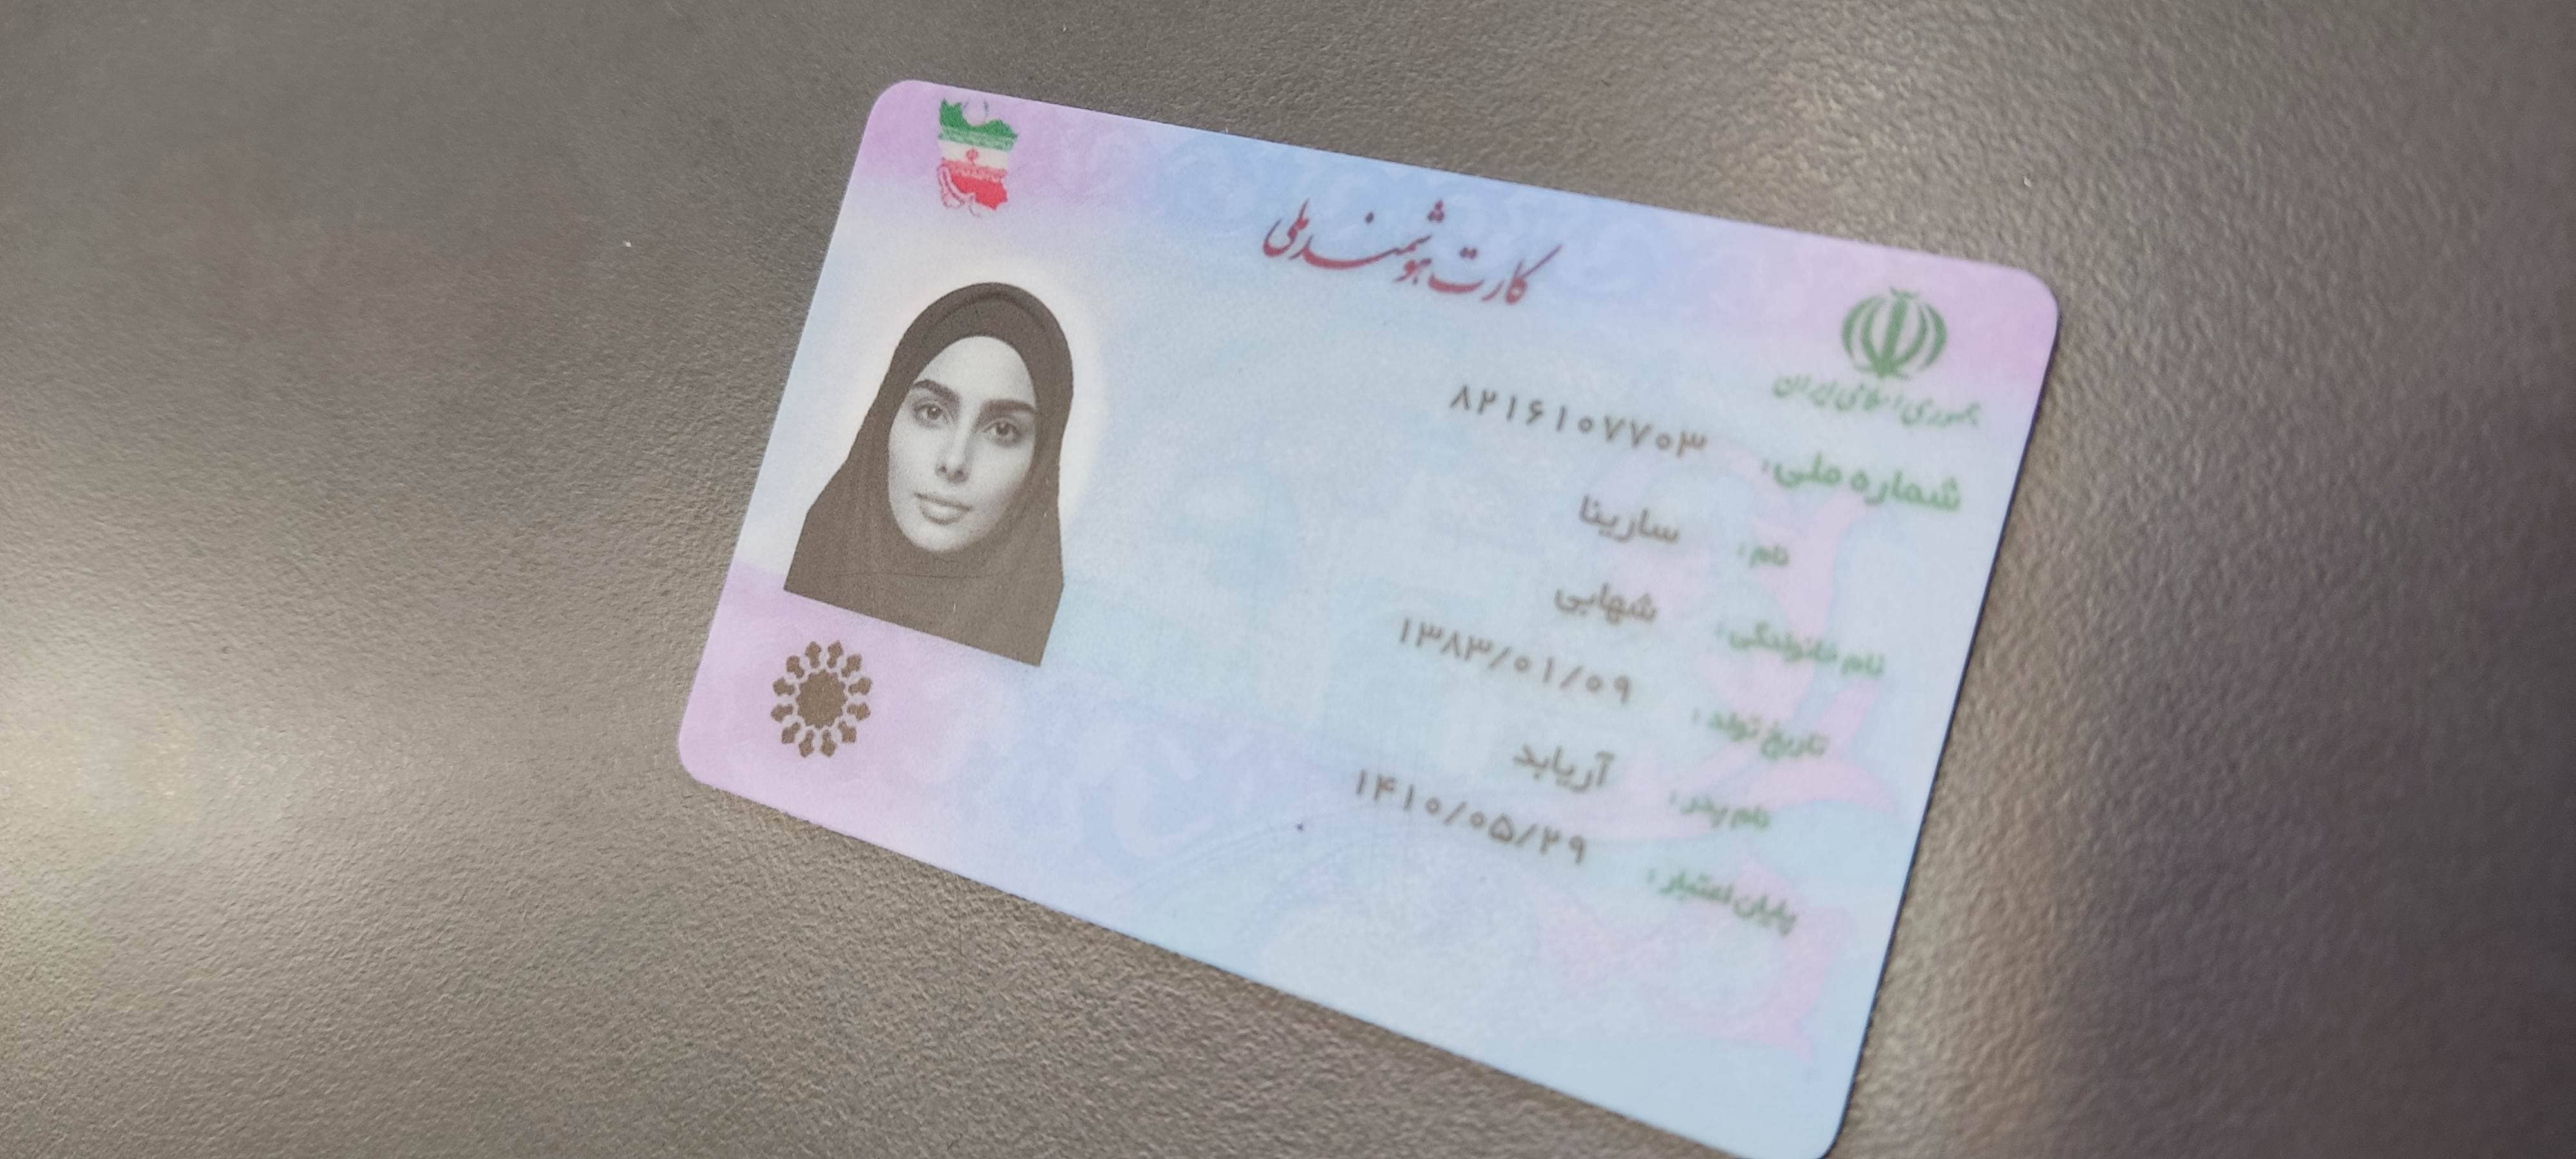 کارت هوشمند ملی
جمهوری اسلامی ایران
شماره ملی: ۸۲۱۶۱۰۷۷۰۳
نام: سارینا
نام خانوادگی: شهابی
تاریخ تولد: ۱۳۸۳/۰۱/۰۹
نام پدر: آریابد
پایان اعتبار: ۱۴۱۰/۰۵/۲۹